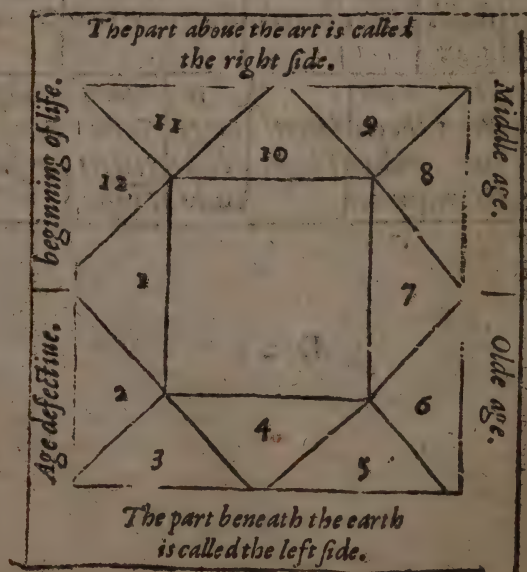 The part aboue the art is called
the right ſide.
beginning of life.
Middle age.
11
9
10
12
8
1
7
2
6
4
3
5
Age defectiue.
Olde age.
The part beneath the earth
is called the left ſide.